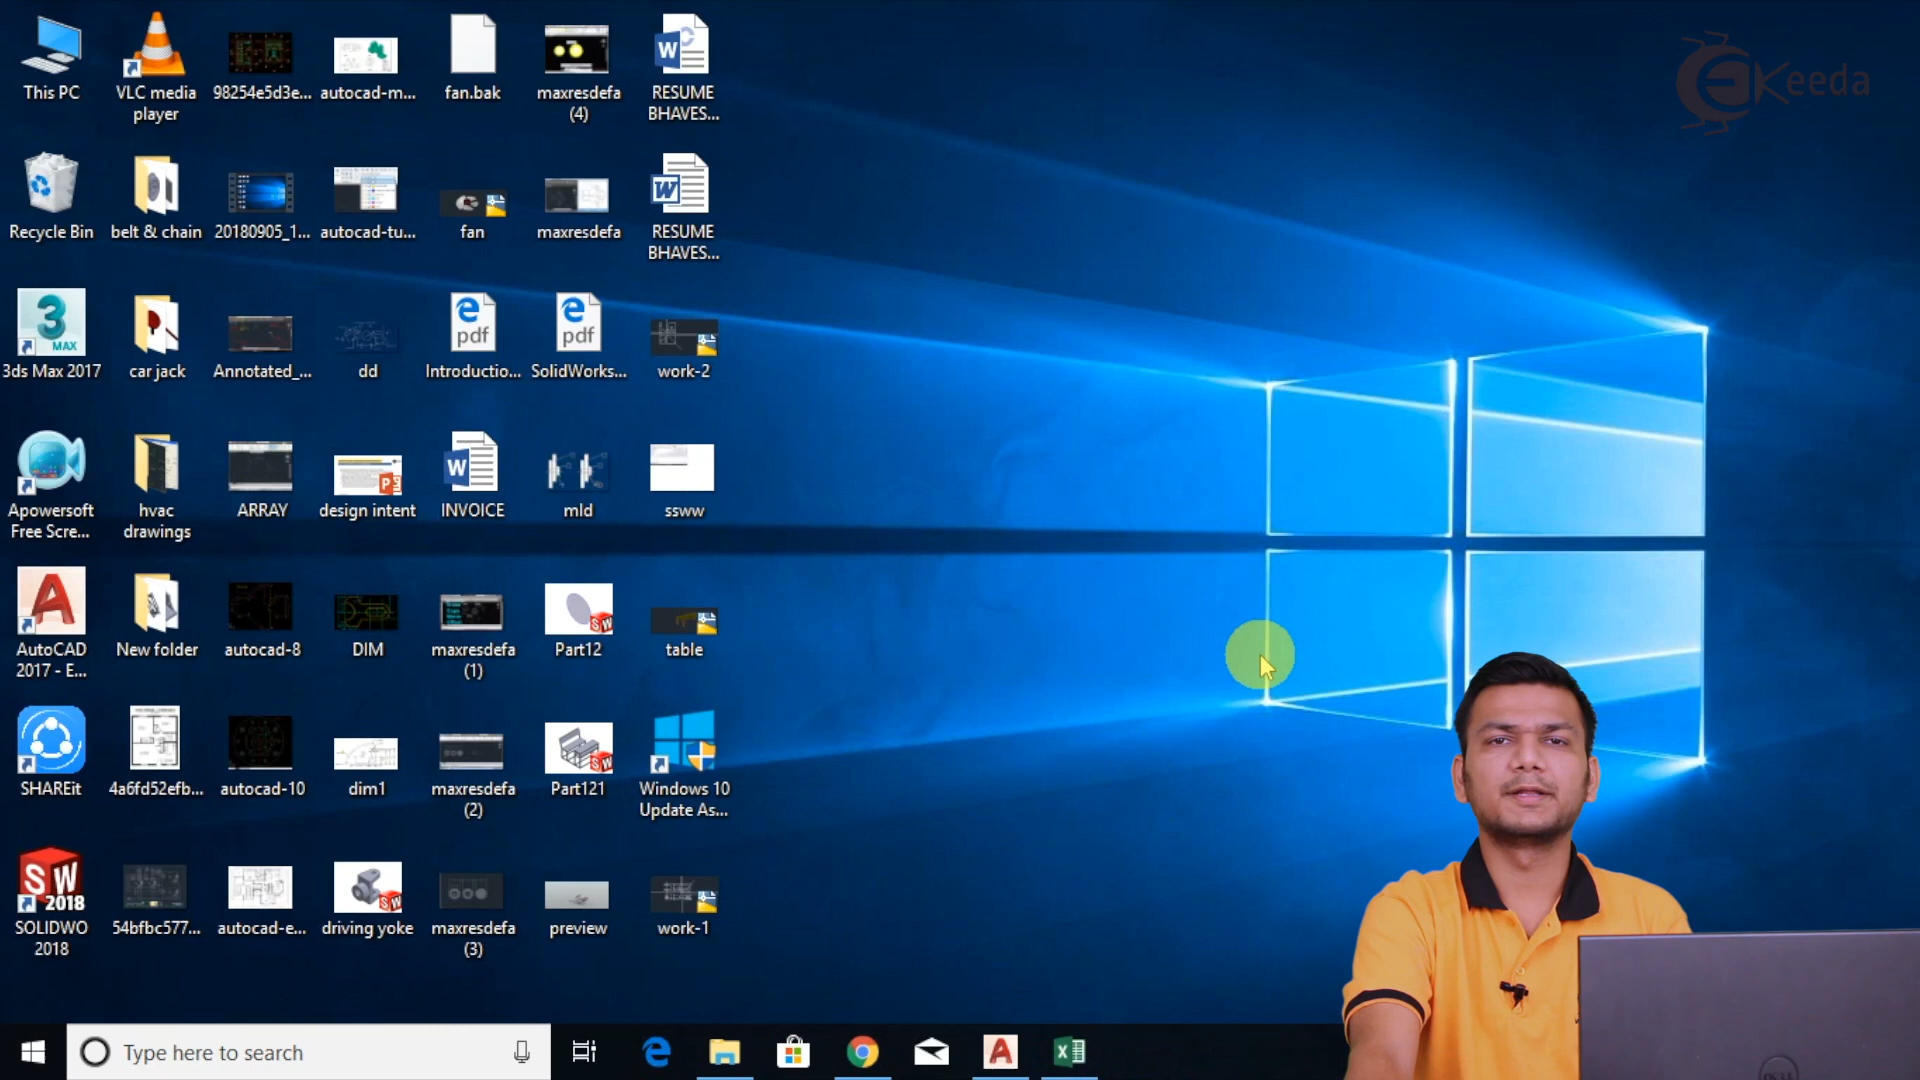 Keeda
This PC
VLC media
player
98254e5d3e...
autocad-m...
fan.bak
maxresdefa
(4)
RESUME
BHAVES...
Recycle Bin
belt & chain
20180905_1...
autocad-tu...
fan
maxresdefa
RESUME
BHAVES...
3ds Max 2017
car jack
Annotated_...
dd
Introductio...
SolidWorks...
work-2
Apowersoft
Free Scre...
hvac
drawings
ARRAY
design intent
INVOICE
mld
ssww
AutoCAD
2017 - E...
New folder
autocad-8
DIM
maxresdefa
(1)
Part12
table
SHAREit
4a6fd52efb...
autocad-10
dim1
maxresdefa
(2)
Part121
Windows 10
Update As...
SOLIDWO
2018
54bfbc577...
autocad-e...
driving yoke
maxresdefa
(3)
preview
work-1
Type here to search